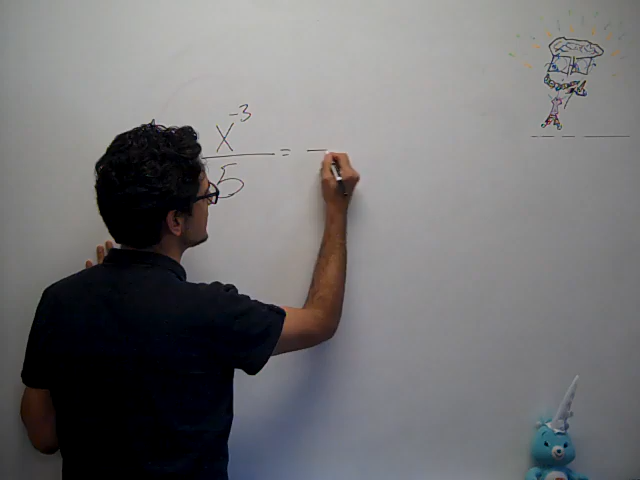 x⁻³
— = —
5